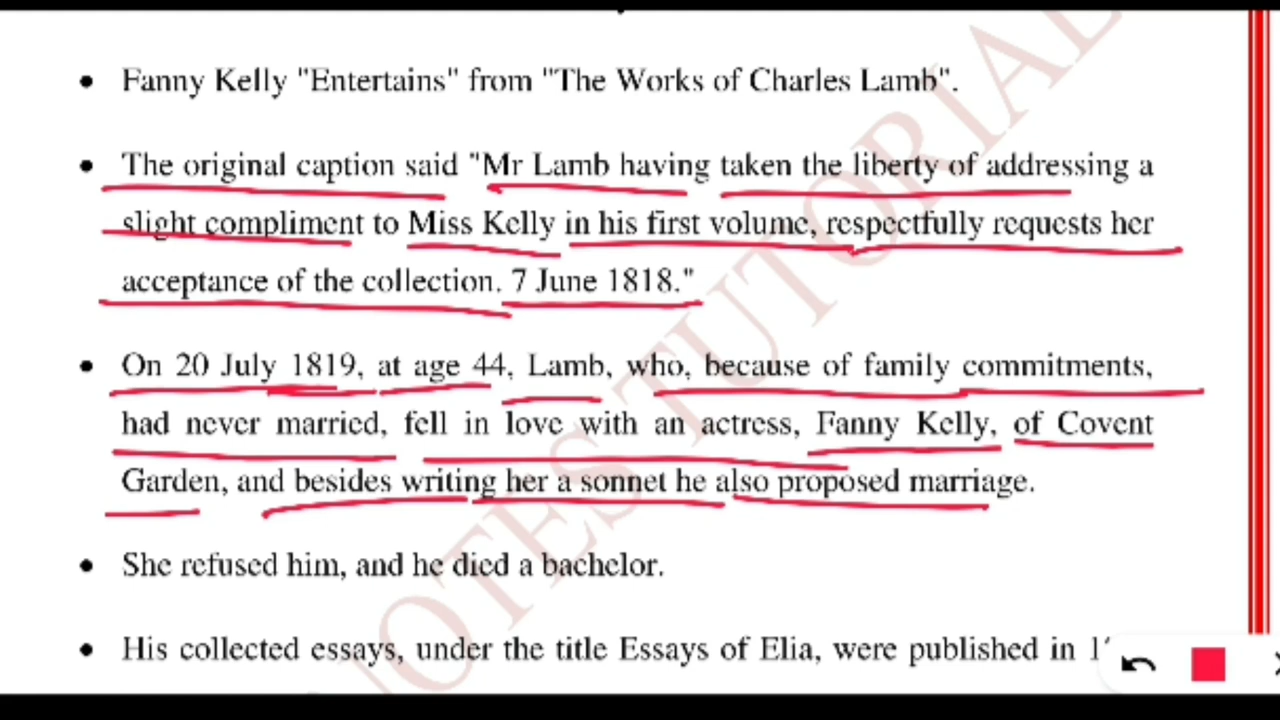 • Fanny Kelly "Entertains" from "The Works of Charles Lamb".
• The original caption said "Mr Lamb having taken the liberty of addressing a
slight compliment to Miss Kelly in his first volume, respectfully requests her
acceptance of the collection. 7 June 1818."
• On 20 July 1819, at age 44, Lamb, who, because of family commitments,
had never married, fell in love with an actress, Fanny Kelly, of Covent
Garden, and besides writing her a sonnet he also proposed marriage.
• She refused him, and he died a bachelor.
• His collected essays, under the title Essays of Elia, were published in
OTES TUTORIAL